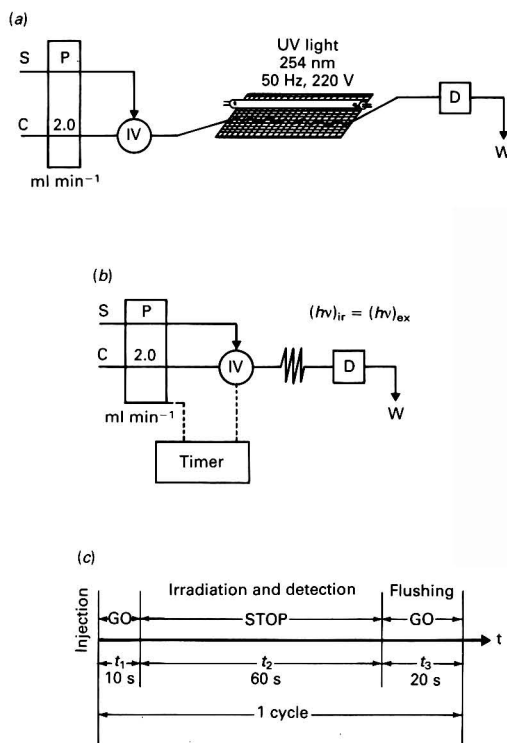 (a)
UV light
254 nm
50 Hz, 220 V
S P
C 2.0 IV D
ml min⁻¹
W
(b)
S P (hν)ir = (hν)ex
C 2.0 IV D
ml min⁻¹
W
Timer
(c)
Injection
Irradiation and detection Flushing
GO STOP GO
t
t₁ t₂ t₃
10 s 60 s 20 s
1 cycle